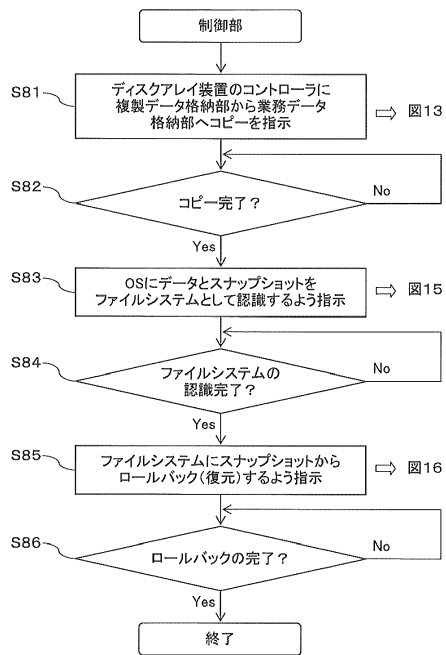 制御部
S81
ディスクアレイ装置のコントローラに
複製データ格納部から業務データ
格納部へコピーを指示
図13
S82
コピー完了？
No
Yes
S83
OSにデータとスナップショットを
ファイルシステムとして認識するよう指示
図15
S84
ファイルシステムの
認識完了？
No
Yes
S85
ファイルシステムにスナップショットから
ロールバック(復元)するよう指示
図16
S86
ロールバックの完了？
No
Yes
終了